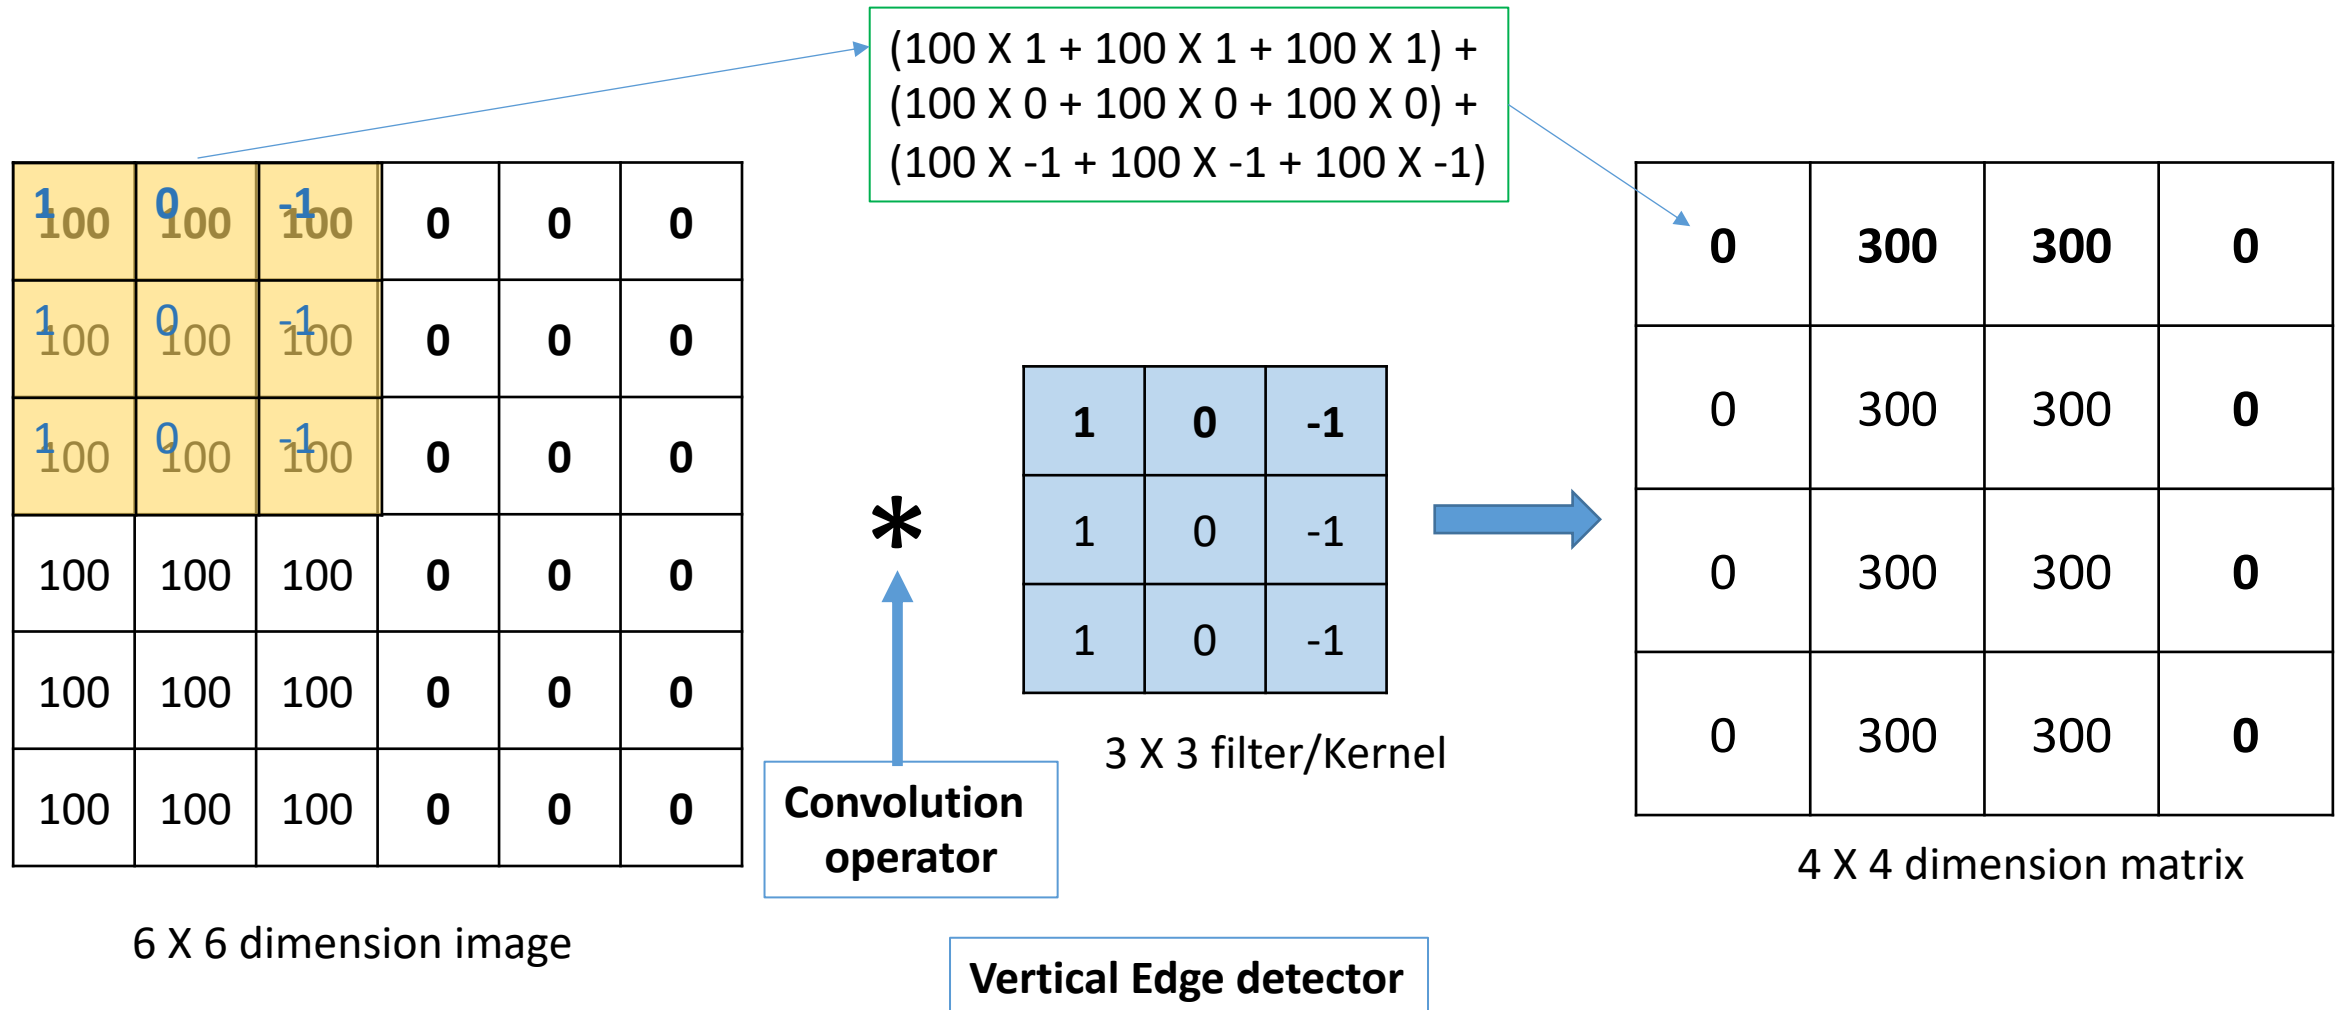 (100 X 1 + 100 X 1 + 100 X 1) +
(100 X 0 + 100 X 0 + 100 X 0) +
(100 X -1 + 100 X -1 + 100 X -1)
1 0 -1
100 100 100 0 0 0
1 0 -1
100 100 100 0 0 0
1 0 -1
100 100 100 0 0 0
100 100 100 0 0 0
100 100 100 0 0 0
100 100 100 0 0 0
6 X 6 dimension image
*
Convolution
operator
1 0 -1
1 0 -1
1 0 -1
3 X 3 filter/Kernel
Vertical Edge detector
0 300 300 0
0 300 300 0
0 300 300 0
0 300 300 0
4 X 4 dimension matrix